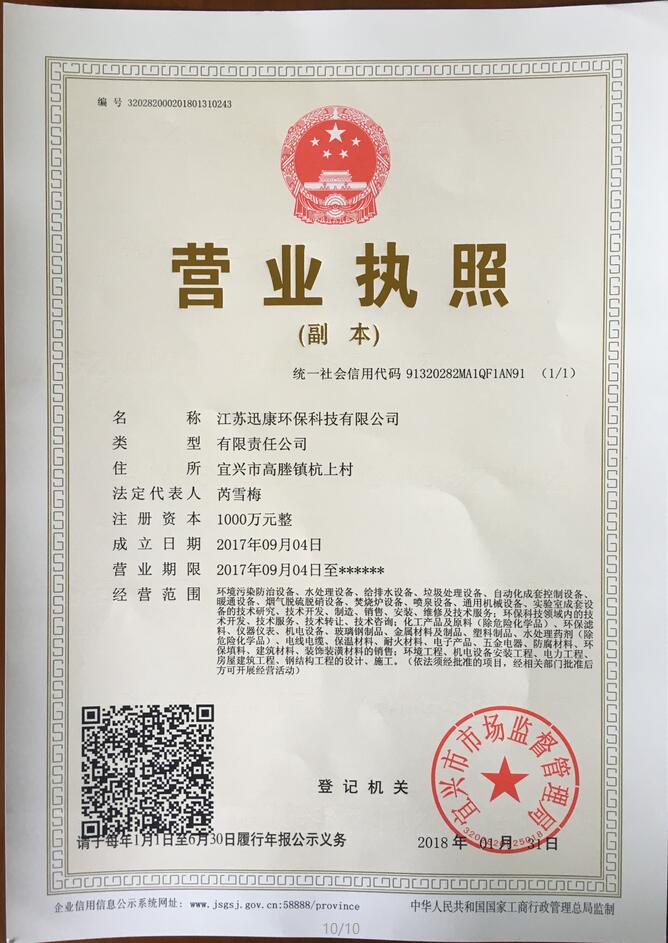 编 号 320282000201801310243
营业执照
(副 本)
统一社会信用代码 91320282MA1QF1AN91 （1/1）
名 称 江苏迅康环保科技有限公司
类 型 有限责任公司
住 所 宜兴市高塍镇杭上村
法定代表人 芮雪梅
注册资本 1000万元整
成立日期 2017年09月04日
营业期限 2017年09月04日至******
经营范围 环境污染防治设备、水处理设备、给排水设备、垃圾处理设备、自动化成套控制设备、
暖通设备、烟气脱硫脱硝设备、焚烧炉设备、喷泉设备、通用机械设备、实验室成套设
备的技术研究、技术开发、制造、销售、安装、维修及技术服务；环保科技领域内的技
术开发、技术服务、技术转让、技术咨询；化工产品及原料（除危险化学品）、环保滤
料、仪器仪表、机电设备、玻璃钢制品、金属材料及制品、塑料制品、水处理药剂（除
危险化学品）、电线电缆、保温材料、耐火材料、电子产品、五金电器、防腐材料、环
保填料、建筑材料、装饰装潢材料的销售；环境工程、机电设备安装工程、电力工程、
房屋建筑工程、钢结构工程的设计、施工。（依法须经批准的项目，经相关部门批准后
方可开展经营活动）
登记机关
宜兴市市场监督管理局
请于每年1月1日至6月30日履行年报公示义务
2018 年 01月 31日
企业信用信息公示系统网址：www.jsgsj.gov.cn:58888/province
中华人民共和国国家工商行政管理总局监制
10/10